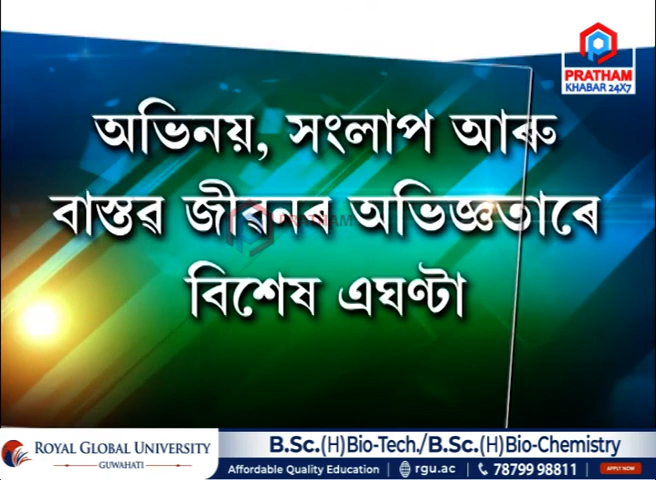 PRATHAM
KHABAR 24X7
অভিনয়, সংলাপ আৰু
বাস্তৱ জীৱনৰ অভিজ্ঞতাৰে
PRATHAM
বিশেষ এঘণ্টা
ROYAL GLOBAL UNIVERSITY
GUWAHATI
B.Sc.(H)Bio-Tech./B.Sc.(H)Bio-Chemistry
Affordable Quality Education | rgu.ac | 78799 98811 | APPLY NOW